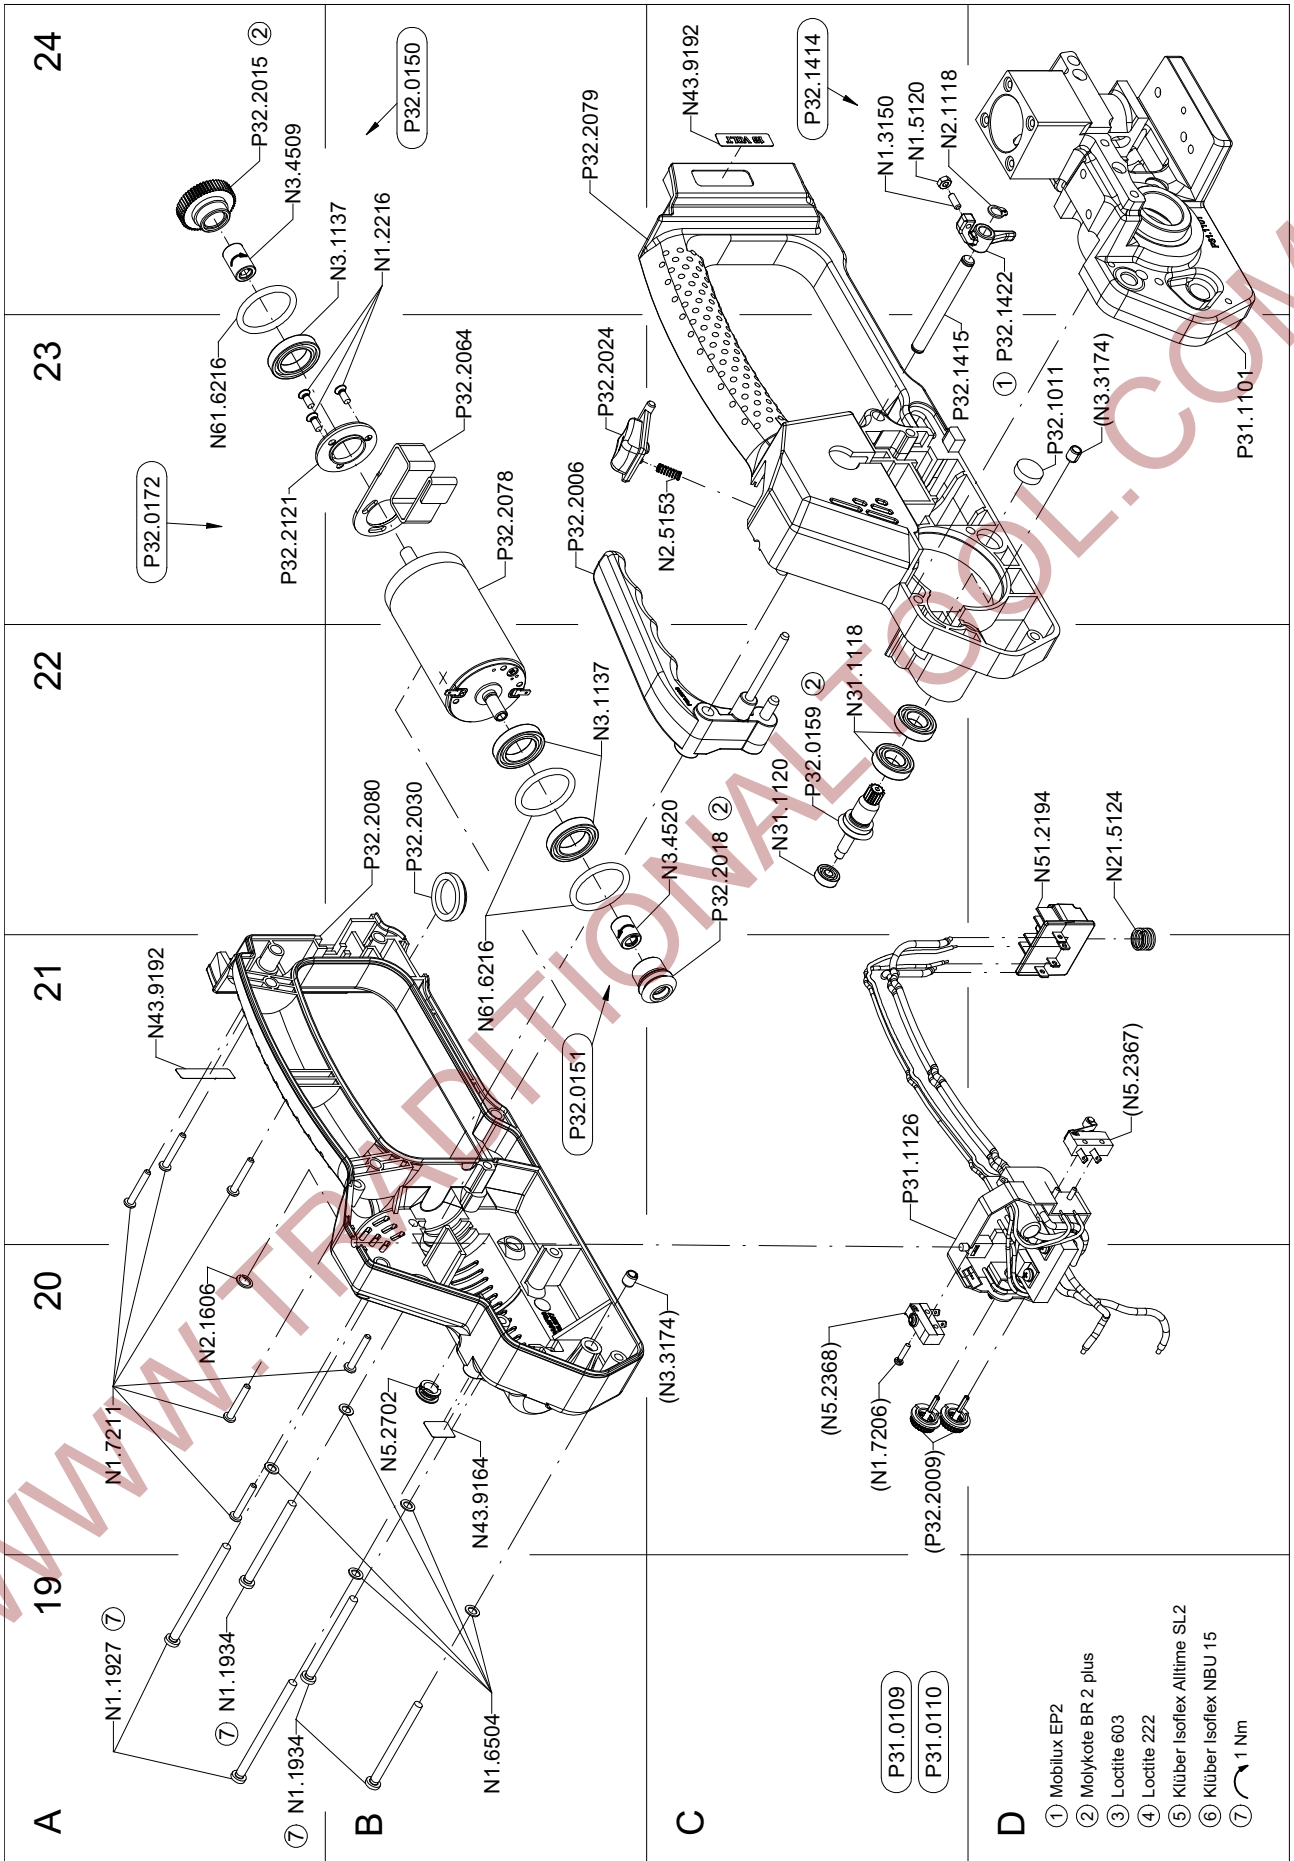 24
23
22
21
20
19
A
B
C
D
P32.2015 ②
N3.4509
N3.1137
N1.2216
N61.6216
P32.0150
P32.0172
P32.2121
P32.2064
P32.2078
X
N3.1137
N61.6216
N3.4520
P32.2018 ②
P32.0151
P32.2080
P32.2030
N43.9192
N2.1606
N1.7211
N5.2702
N43.9164
(N3.3174)
N1.1927 ⑦
⑦ N1.1934
⑦ N1.1934
N1.6504
N43.9192
18 VOLT
P32.2079
P32.1414
N1.3150
N1.5120
N2.1118
P32.2024
N2.5153
P32.2006
P32.1415
① P32.1422
P32.1011
(N3.3174)
P31.1101
N31.1118
P32.0159 ②
N31.1120
N51.2194
N21.5124
P31.1126
(N5.2367)
(N5.2368)
(N1.7206)
(P32.2009)
P31.0109
P31.0110
① Mobilux EP2
② Molykote BR 2 plus
③ Loctite 603
④ Loctite 222
⑤ Klüber Isoflex Alltime SL2
⑥ Klüber Isoflex NBU 15
⑦ 1 Nm
WWW.TRADITIONALTOOL.COM